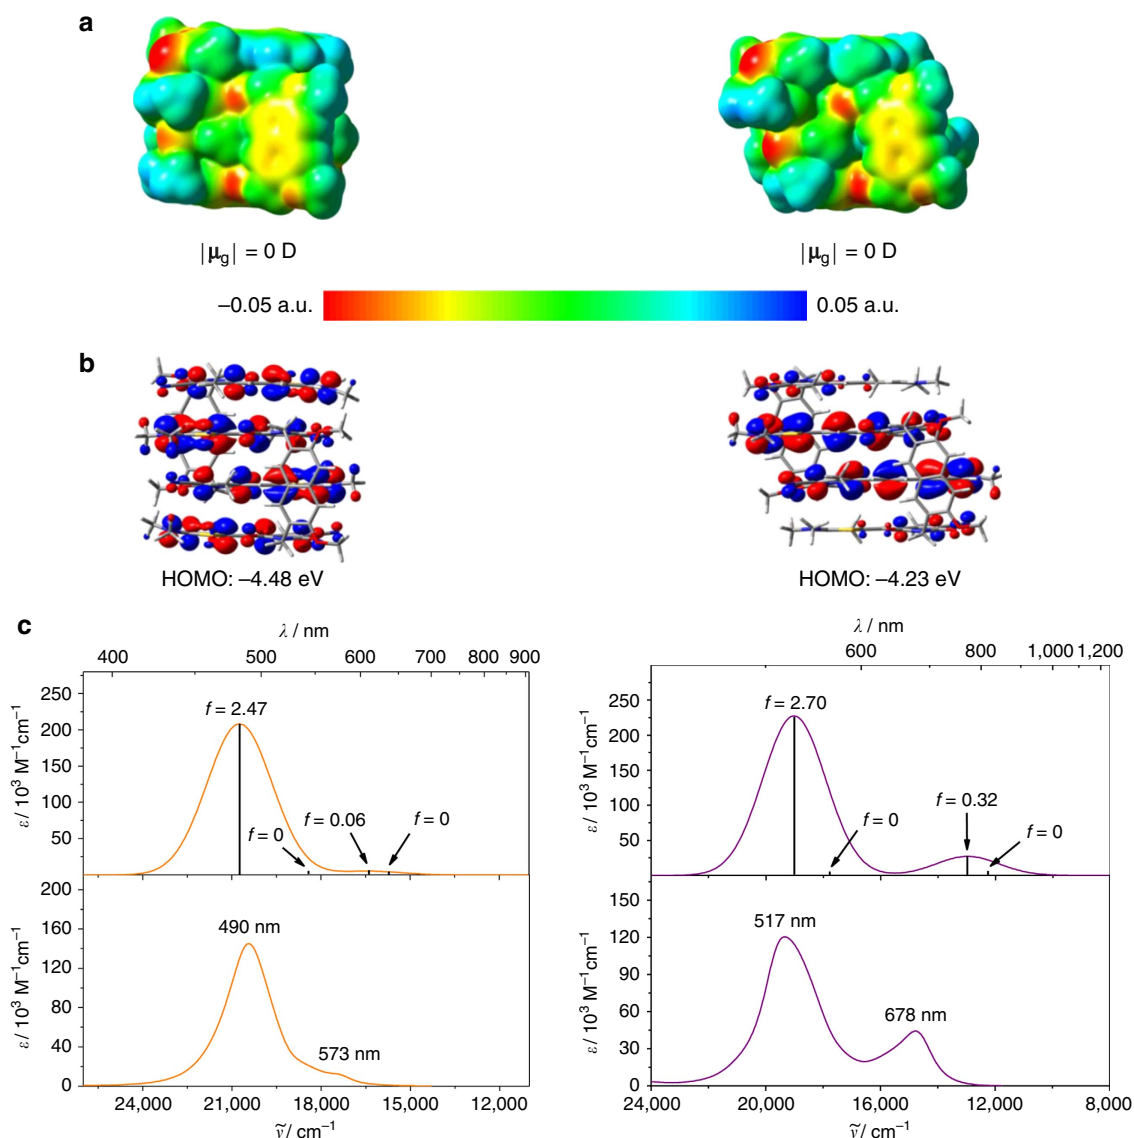 a
|μg| = 0 D
|μg| = 0 D
–0.05 a.u.
0.05 a.u.
b
HOMO: –4.48 eV
HOMO: –4.23 eV
c
λ / nm
400 500 600 700 800 900
250
200
150
100
50
ε / 10³ M⁻¹cm⁻¹
f = 2.47
f = 0
f = 0.06
f = 0
200
160
120
80
40
0
ε / 10³ M⁻¹cm⁻¹
490 nm
573 nm
24,000 21,000 18,000 15,000 12,000
ṽ / cm⁻¹
λ / nm
600 800 1,000 1,200
250
200
150
100
50
ε / 10³ M⁻¹cm⁻¹
f = 2.70
f = 0
f = 0.32
f = 0
150
120
90
60
30
0
ε / 10³ M⁻¹cm⁻¹
517 nm
678 nm
24,000 20,000 16,000 12,000 8,000
ṽ / cm⁻¹